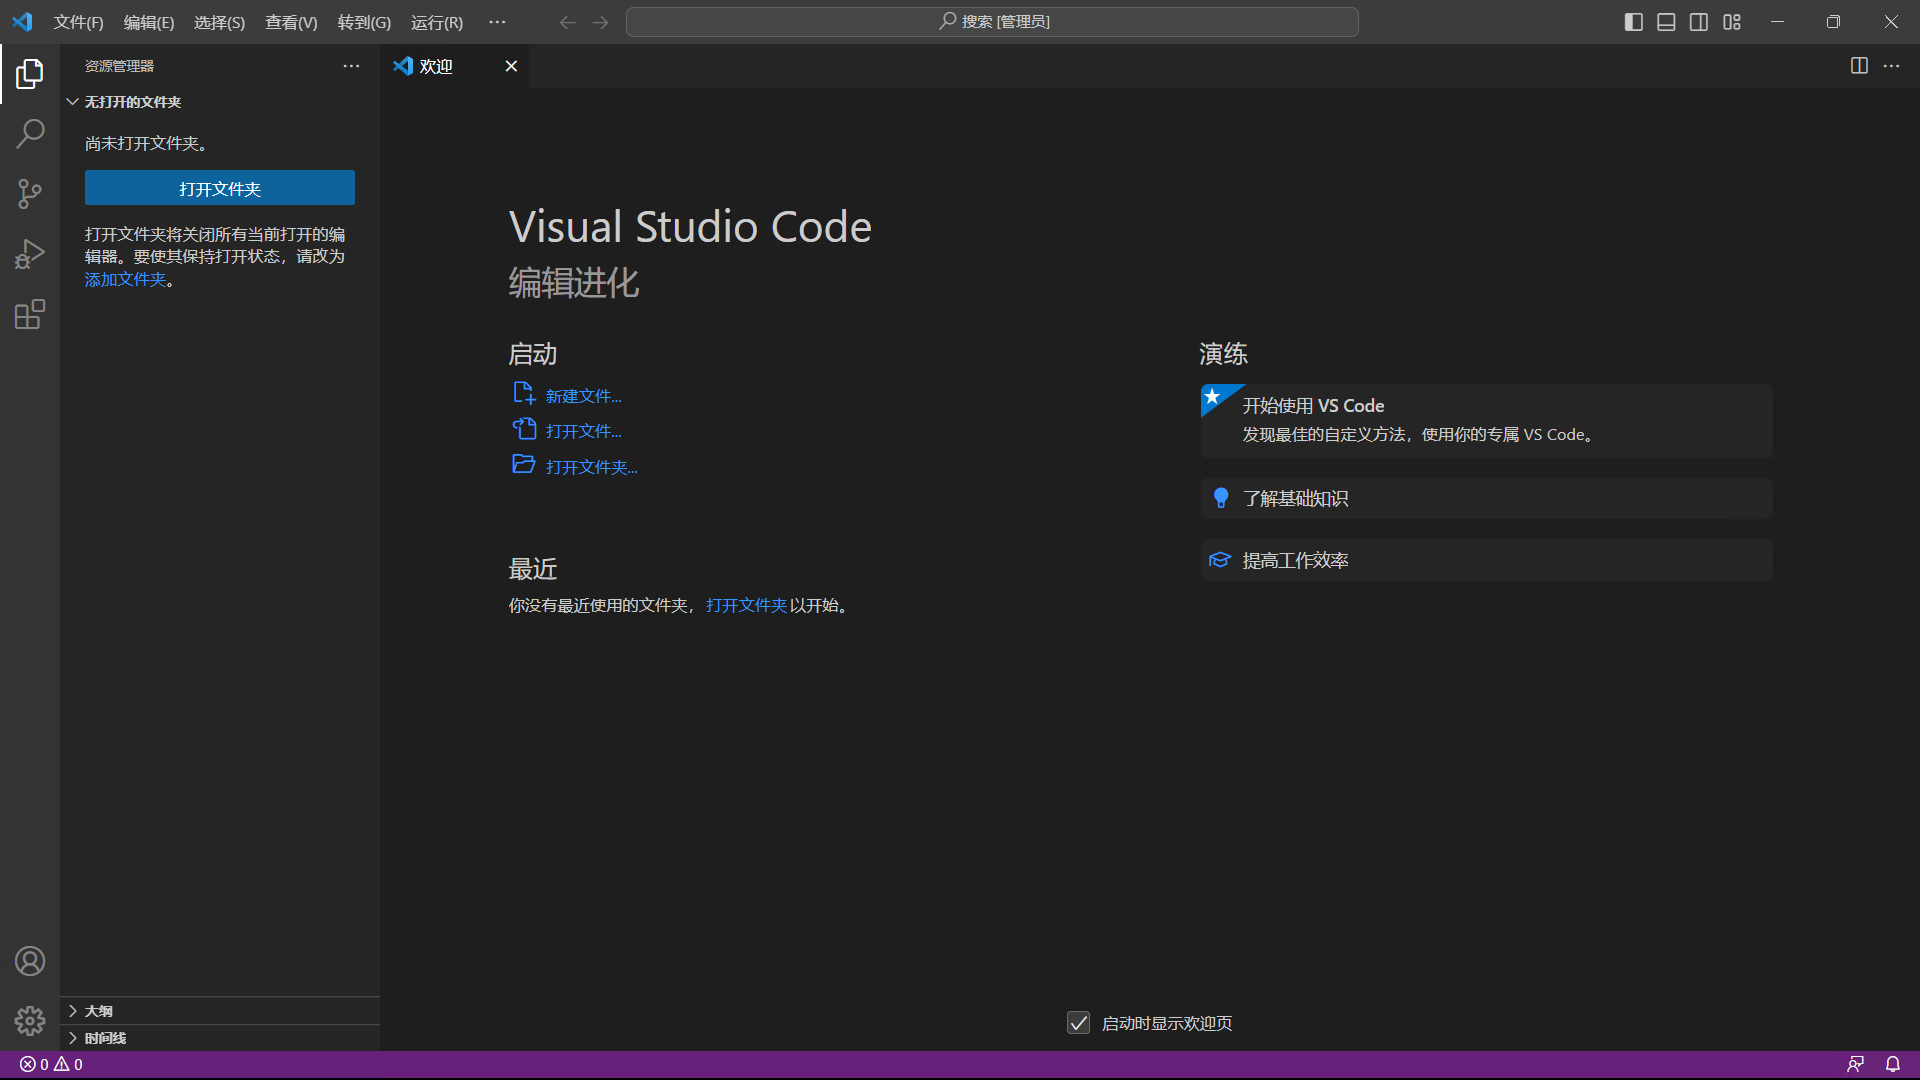 文件(F) 编辑(E) 选择(S) 查看(V) 转到(G) 运行(R) ··· 搜索 [管理员]
资源管理器
欢迎
无打开的文件夹
尚未打开文件夹。
打开文件夹
打开文件夹将关闭所有当前打开的编
辑器。要使其保持打开状态，请改为
添加文件夹。
Visual Studio Code
编辑进化
启动
新建文件...
打开文件...
打开文件夹...
最近
你没有最近使用的文件夹，打开文件夹以开始。
演练
开始使用 VS Code
发现最佳的自定义方法，使用你的专属 VS Code。
了解基础知识
提高工作效率
启动时显示欢迎页
大纲
时间线
0 0